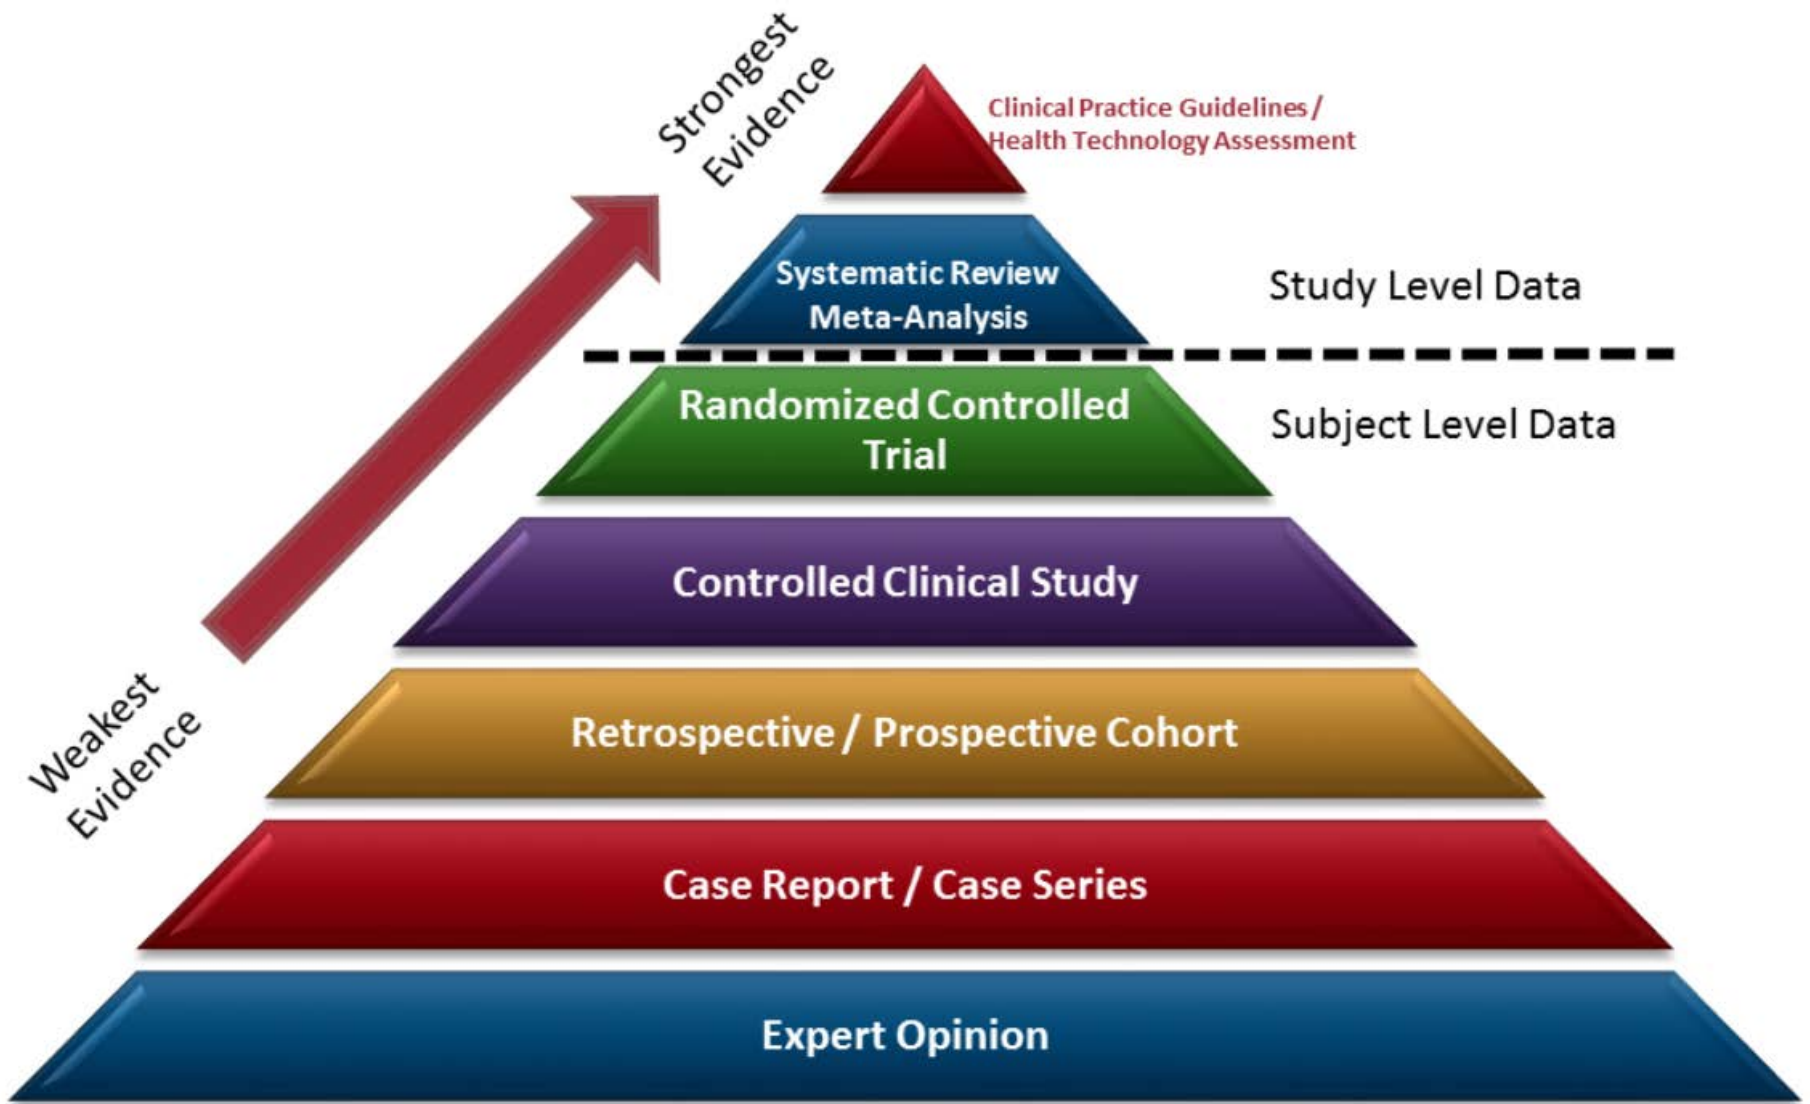 Strongest
Evidence
Clinical Practice Guidelines /
Health Technology Assessment
Systematic Review
Meta-Analysis
Study Level Data
Randomized Controlled
Trial
Subject Level Data
Controlled Clinical Study
Weakest
Evidence
Retrospective / Prospective Cohort
Case Report / Case Series
Expert Opinion